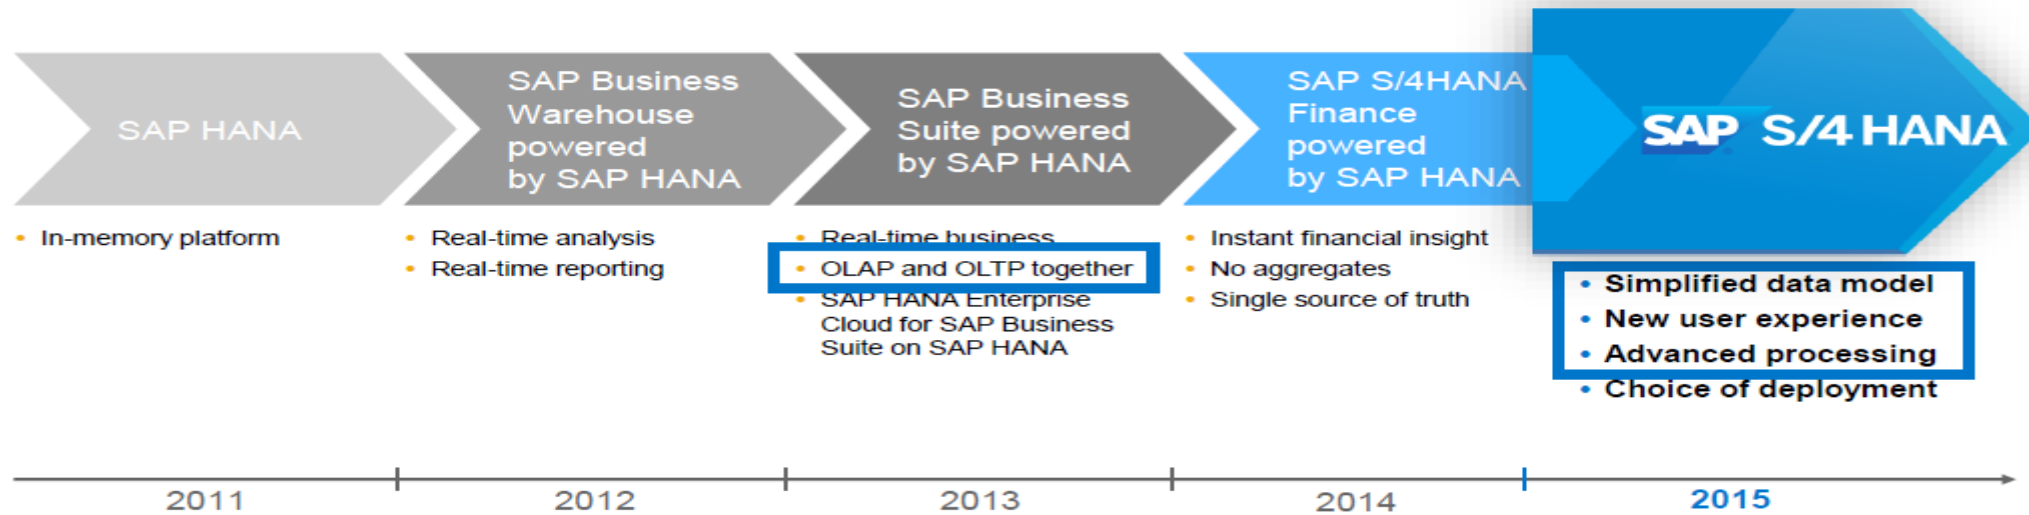 SAP HANA
SAP Business
Warehouse
powered
by SAP HANA
SAP Business
Suite powered
by SAP HANA
SAP S/4HANA
Finance
powered
by SAP HANA
SAP S/4 HANA
• In-memory platform
• Real-time analysis
• Real-time reporting
• Real-time business
• OLAP and OLTP together
• SAP HANA Enterprise
Cloud for SAP Business
Suite on SAP HANA
• Instant financial insight
• No aggregates
• Single source of truth
• Simplified data model
• New user experience
• Advanced processing
• Choice of deployment
2011
2012
2013
2014
2015